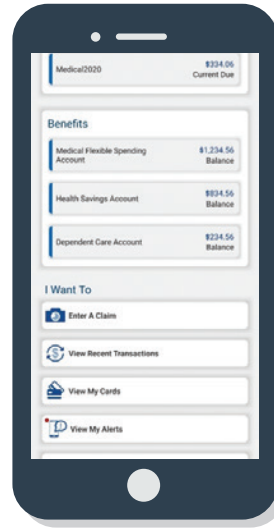 Medical2020
$334.06
Current Due
Benefits
Medical Flexible Spending
Account
$1,234.56
Balance
Health Savings Account
$834.56
Balance
Dependent Care Account
$234.56
Balance
I Want To
Enter A Claim
View Recent Transactions
View My Cards
View My Alerts